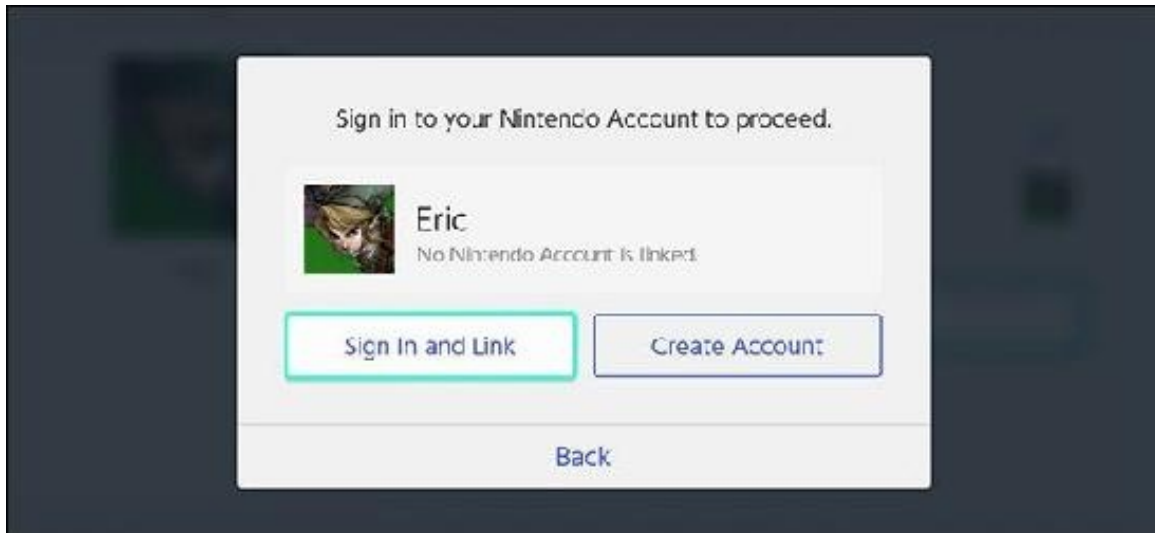 Sign in to your Nintendo Account to proceed.
Eric
No Nintendo Account is linked.
Sign In and Link
Create Account
Back